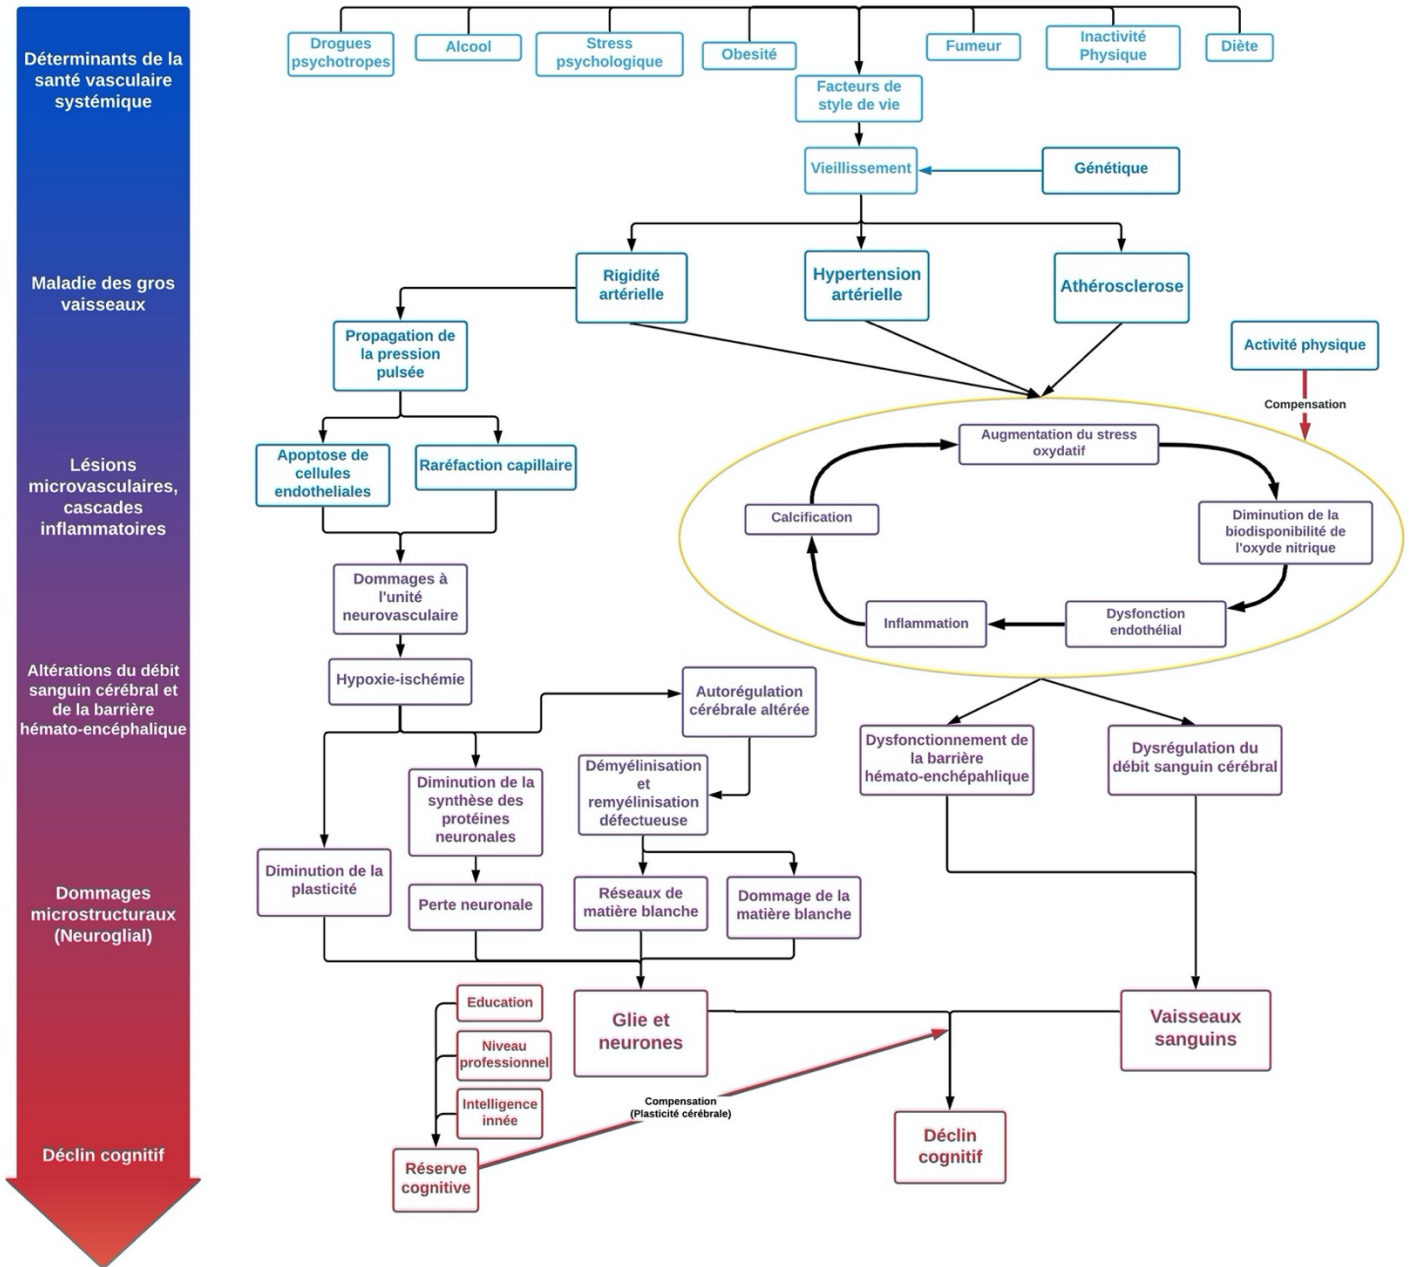 Déterminants de la
santé vasculaire
systémique
Maladie des gros
vaisseaux
Lésions
microvasculaires,
cascades
inflammatoires
Altérations du débit
sanguin cérébral et
de la barrière
hémato-encéphalique
Dommages
microstructuraux
(Neuroglial)
Déclin cognitif
Drogues
psychotropes
Alcool
Stress
psychologique
Obesité
Fumeur
Inactivité
Physique
Diète
Facteurs de
style de vie
Vieillissement
Génétique
Rigidité
artérielle
Hypertension
artérielle
Athérosclerose
Propagation de
la pression
pulsée
Activité physique
Compensation
Apoptose de
cellules
endotheliales
Raréfaction capillaire
Augmentation du stress
oxydatif
Calcification
Diminution de la
biodisponibilité de
l'oxyde nitrique
Inflammation
Dysfonction
endothélial
Dommages à
l'unité
neurovasculaire
Hypoxie-ischémie
Autorégulation
cérébrale altérée
Dysfonctionnement de
la barrière
hémato-enchépahlique
Dysrégulation du
débit sanguin cérébral
Diminution de la
synthèse des
protéines
neuronales
Démyélinisation
et
remyélinisation
défectueuse
Diminution de la
plasticité
Perte neuronale
Réseaux de
matière blanche
Dommage de la
matière blanche
Education
Niveau
professionnel
Intelligence
innée
Réserve
cognitive
Glie et
neurones
Vaisseaux
sanguins
Compensation
(Plasticité cérébrale)
Déclin
cognitif